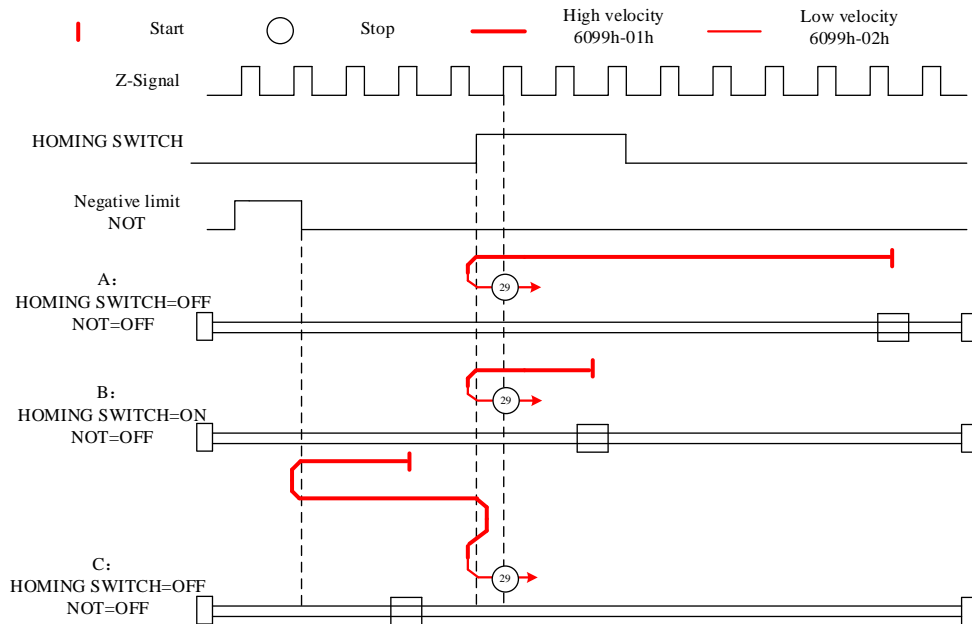 Start
Stop
High velocity
6099h-01h
Low velocity
6099h-02h
Z-Signal
HOMING SWITCH
Negative limit
NOT
A：
HOMING SWITCH=OFF
NOT=OFF
29
B：
HOMING SWITCH=ON
NOT=OFF
29
C：
HOMING SWITCH=OFF
NOT=OFF
29